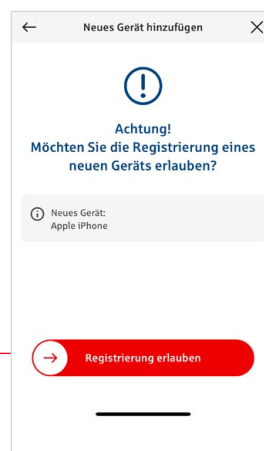 Neues Gerät hinzufügen
Achtung!
Möchten Sie die Registrierung eines
neuen Geräts erlauben?
Neues Gerät:
Apple iPhone
Registrierung erlauben